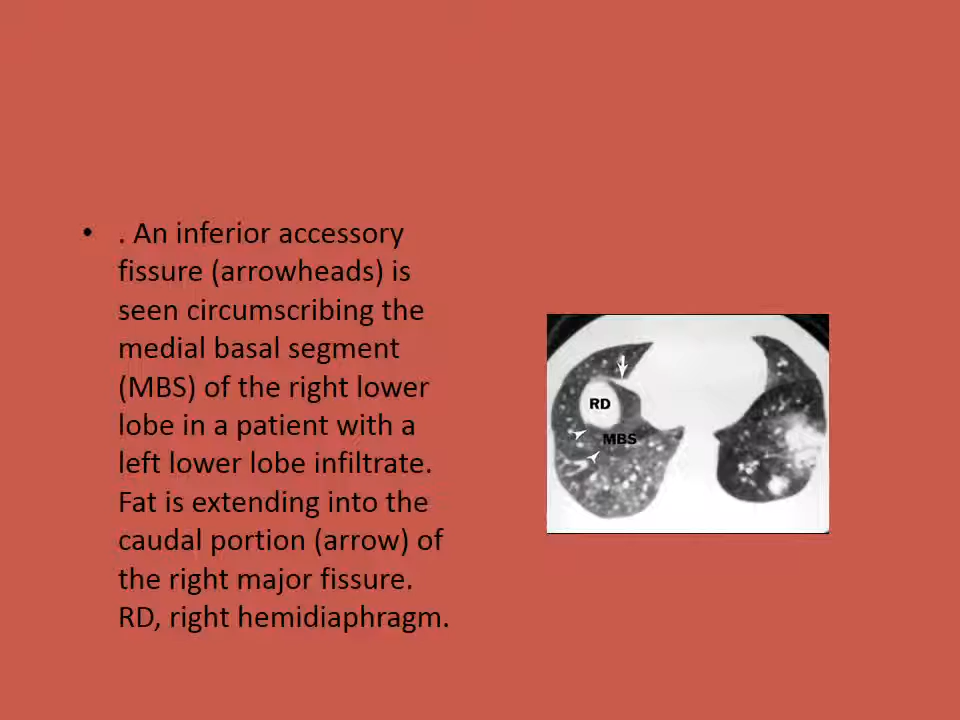 • . An inferior accessory
fissure (arrowheads) is
seen circumscribing the
medial basal segment
(MBS) of the right lower
lobe in a patient with a
left lower lobe infiltrate.
Fat is extending into the
caudal portion (arrow) of
the right major fissure.
RD, right hemidiaphragm.
RD
MBS